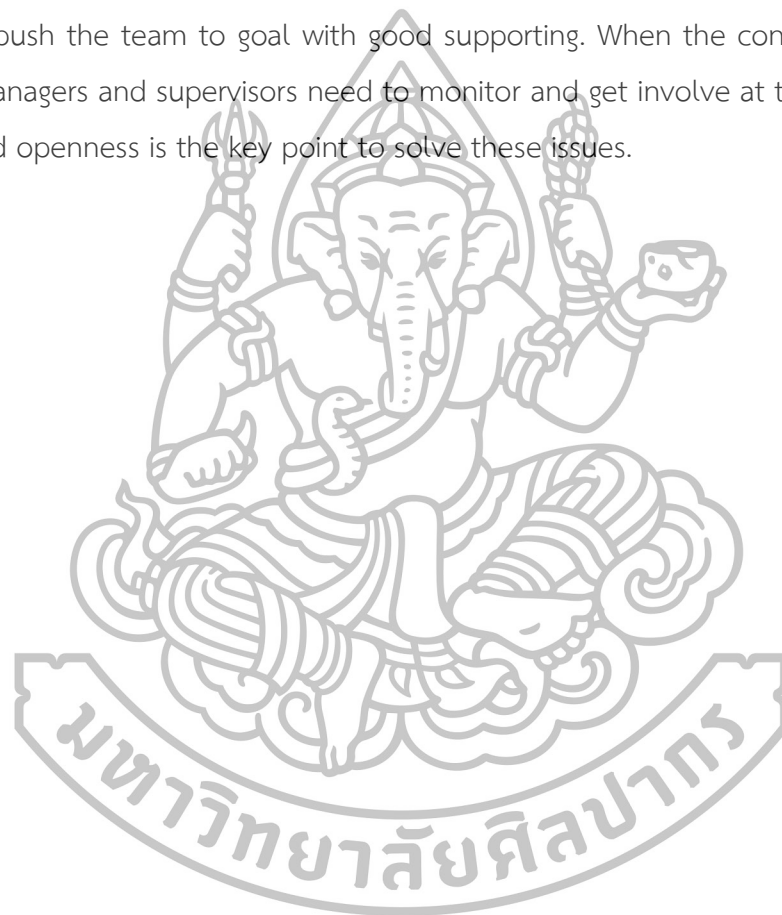 push the team to goal with good supporting. When the con
anagers and supervisors need to monitor and get involve at t
d openness is the key point to solve these issues.
มหาวิทยาลัยศิลปากร